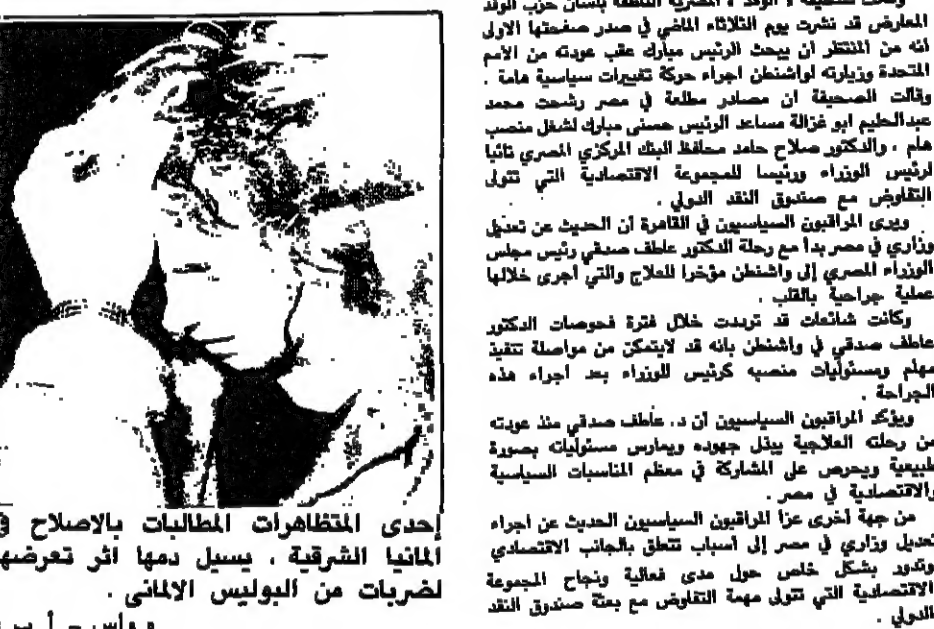 المعارض قد نشرت يوم الثلاثاء الماضي في صدر صفحتها الاولى
انه من المنتظر ان يبحث الرئيس مبارك عقب عودته من الامم
المتحدة وزيارته لواشنطن اجراء حركة تغييرات سياسية هامة .
وقالت الصحيفة ان مصادر مطلعة في مصر رشحت محمد
عبدالحليم ابو غزالة مساعد الرئيس حسنى مبارك لشغل منصب
هام ، والدكتور صلاح حامد محافظ البنك المركزي المصري نائبا
لرئيس الوزراء ورئيسا للمجموعة الاقتصادية التي تتولى
التفاوض مع صندوق النقد الدولي .
ويرى المراقبون السياسيون في القاهرة أن الحديث عن تعديل
وزاري في مصر بدأ مع رحلة الدكتور عاطف صدقي رئيس مجلس
الوزراء المصري إلى واشنطن مؤخرا للعلاج والتي أجرى خلالها
عملية جراحية بالقلب .
وكانت شائعات قد ترددت خلال فترة فحوصات الدكتور
عاطف صدقي في واشنطن بانه قد لايتمكن من مواصلة تنفيذ
مهام ومسئوليات منصبه كرئيس للوزراء بعد اجراء هذه
الجراحة .
ويؤكد المراقبون السياسيون أن د. عاطف صدقي منذ عودته
من رحلته العلاجية يبذل جهوده ويمارس مسئولياته بصورة
طبيعية ويحرص على المشاركة في معظم المناسبات السياسية
والاقتصادية في مصر .
من جهة أخرى عزا المراقبون السياسيون الحديث عن اجراء
تعديل وزاري في مصر إلى أسباب تتعلق بالجانب الاقتصادي
وتدور بشكل خاص حول مدى فعالية ونجاح المجموعة
الاقتصادية التي تتولى مهمة التفاوض مع بعثة صندوق النقد
الدولي .
إحدى المتظاهرات المطالبات بالاصلاح في
المانيا الشرقية ، يسيل دمها اثر تعرضها
لضربات من البوليس الالمانى .